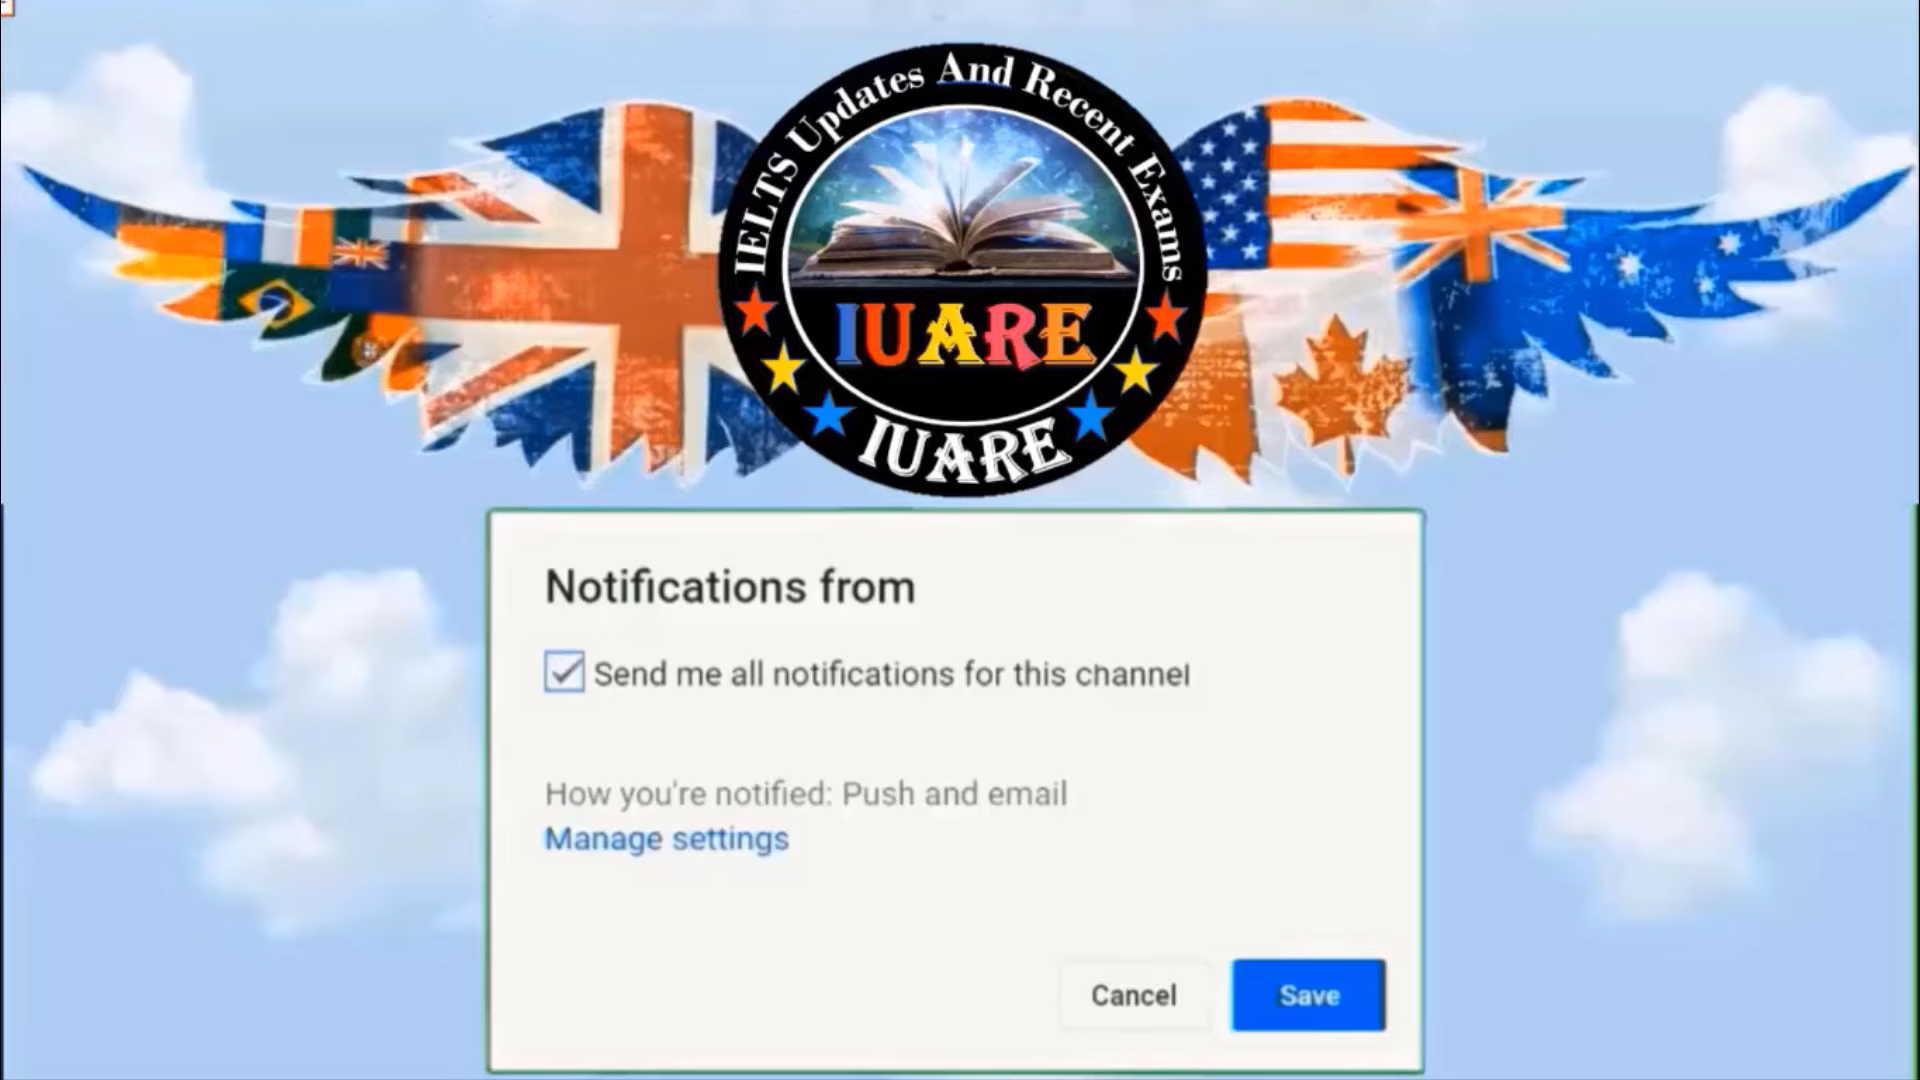 IELTS Updates And Recent Exams
IUARE
IUARE
Notifications from
Send me all notifications for this channel
How you're notified: Push and email
Manage settings
Cancel
Save